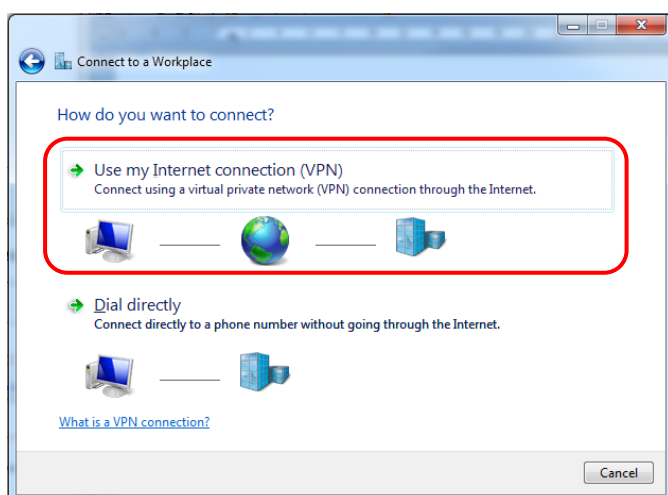 Connect to a Workplace
How do you want to connect?
Use my Internet connection (VPN)
Connect using a virtual private network (VPN) connection through the Internet.
Dial directly
Connect directly to a phone number without going through the Internet.
What is a VPN connection?
Cancel